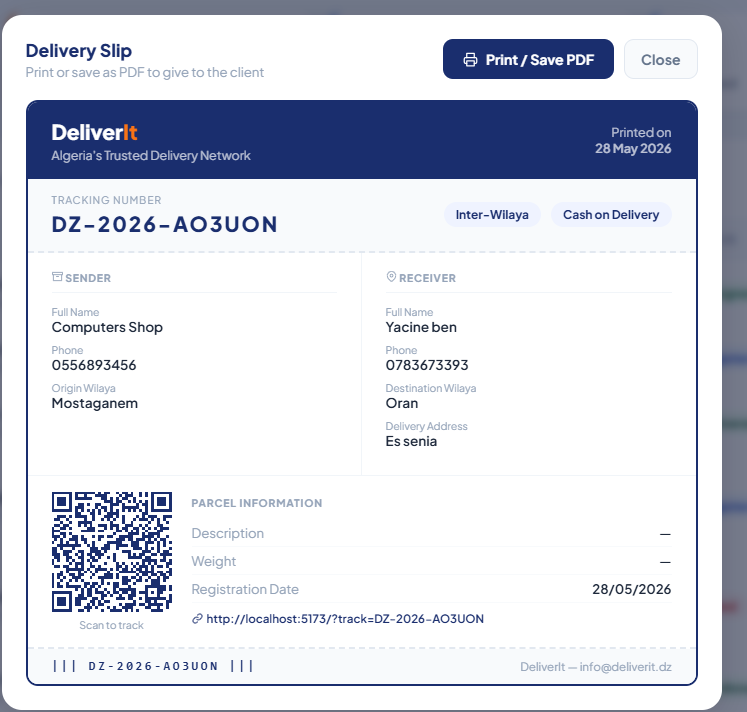 Delivery Slip
Print or save as PDF to give to the client
Print / Save PDF
Close
DeliverIt
Algeria's Trusted Delivery Network
Printed on
28 May 2026
TRACKING NUMBER
DZ-2026-AO3UON
Inter-Wilaya
Cash on Delivery
SENDER
Full Name
Computers Shop
Phone
0556893456
Origin Wilaya
Mostaganem
RECEIVER
Full Name
Yacine ben
Phone
0783673393
Destination Wilaya
Oran
Delivery Address
Es senia
Scan to track
PARCEL INFORMATION
Description —
Weight —
Registration Date 28/05/2026
http://localhost:5173/?track=DZ-2026-AO3UON
||| DZ-2026-AO3UON |||
DeliverIt — info@deliverit.dz